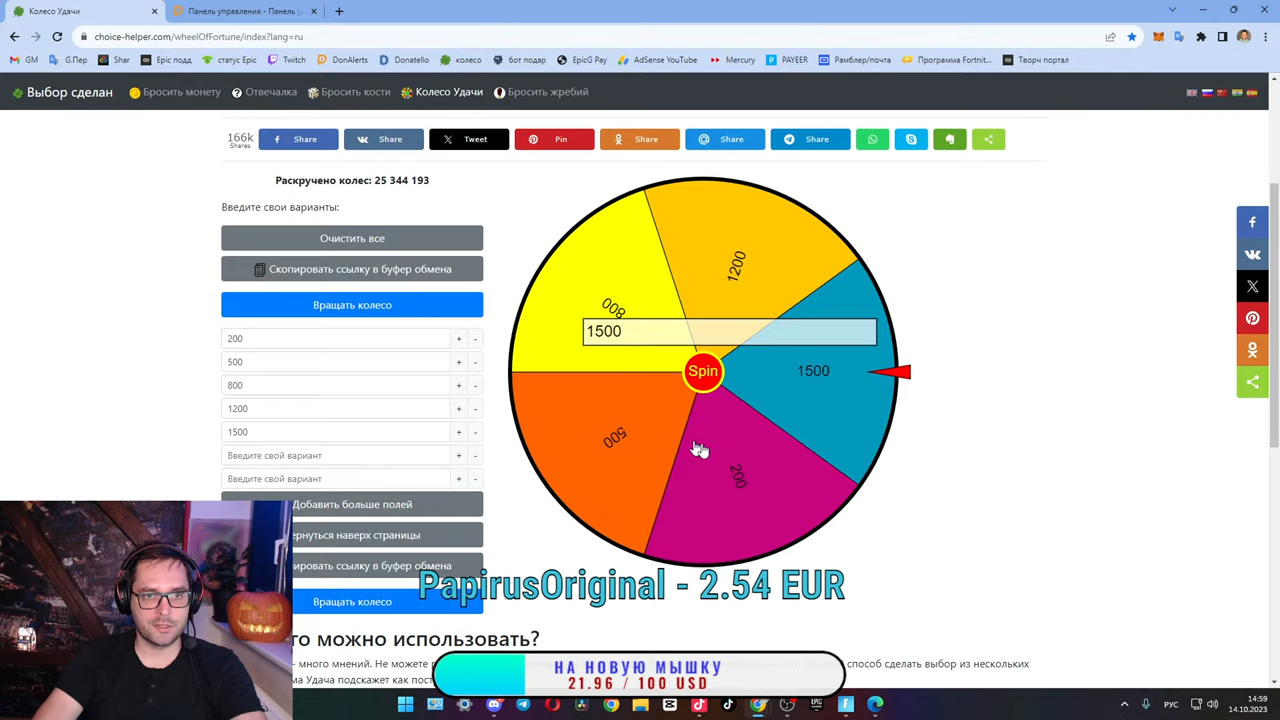 Колесо Удачи
Панель управления - Панель у
choice-helper.com/wheelOfFortune/index?lang=ru
GM
G.Пер
Shar
Epic подд
статус Epic
Twitch
DonAlerts
Donatello
колесо
бот подар
EpicG Pay
AdSense YouTube
Mercury
PAYEER
Рамблер/почта
Программа Fortnit...
Творч портал
Выбор сделан
Бросить монету
Отвечалка
Бросить кости
Колесо Удачи
Бросить жребий
166k
Shares
Share
Share
Tweet
Pin
Share
Share
Share
Раскручено колес: 25 344 193
Введите свои варианты:
Очистить все
Скопировать ссылку в буфер обмена
Вращать колесо
200 + -
500 + -
800 + -
1200 + -
1500 + -
Введите свой вариант + -
Введите свой вариант + -
Добавить больше полей
ернуться наверх страницы
копировать ссылку в буфер обмена
Вращать колесо
1200
800
1500
1500
Spin
500
200
PapirusOriginal - 2.54 EUR
то можно использовать?
- много мнений. Не можете
способ сделать выбор из нескольких
ма Удача подскажет как пост
НА НОВУЮ МЫШКУ
21.96 / 100 USD
РУС
14:59
14.10.2023